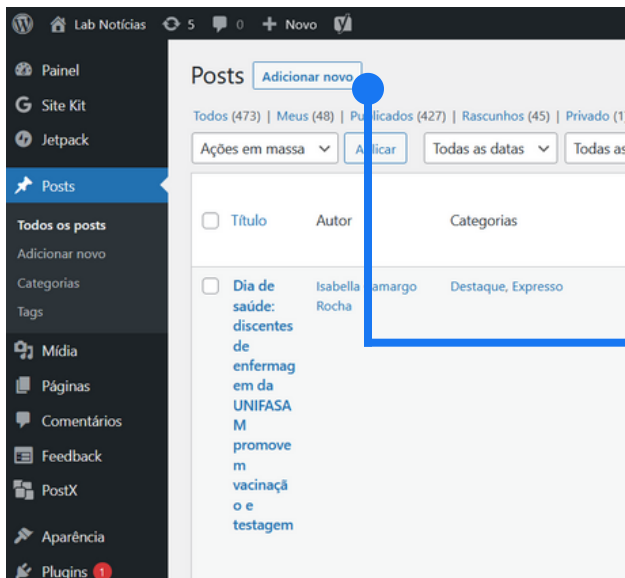 Lab Notícias 5 0 + Novo
Painel
Site Kit
Jetpack
Posts
Todos os posts
Adicionar novo
Categorias
Tags
Mídia
Páginas
Comentários
Feedback
PostX
Aparência
Plugins 1
Posts Adicionar novo
Todos (473) | Meus (48) | Publicados (427) | Rascunhos (45) | Privado (1)
Ações em massa Aplicar Todas as datas Todas as
Título Autor Categorias
Dia de
saúde:
discentes
de
enfermag
em da
UNIFASA
M
promove
m
vacinaçã
o e
testagem
Isabella Camargo
Rocha
Destaque, Expresso